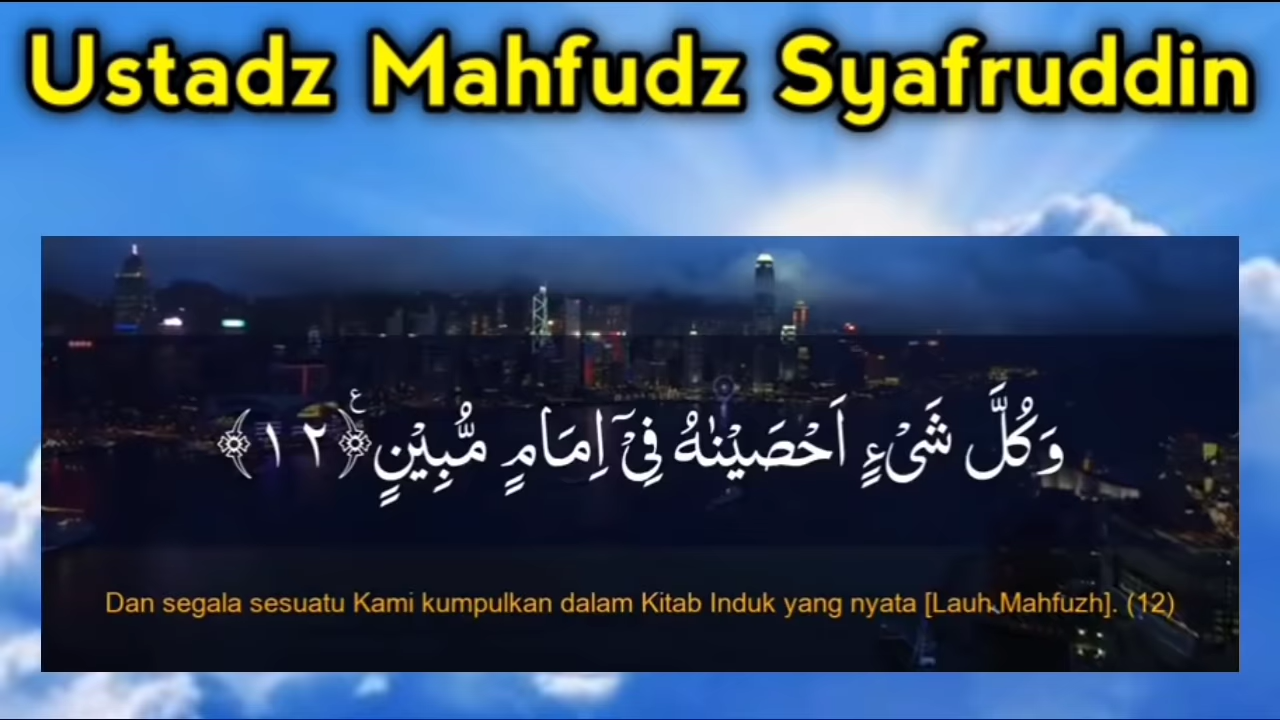 Ustadz Mahfudz Syafruddin
وَكُلَّ شَیْءٍ اَحْصَيْنٰهُ فِیْٓ اِمَامٍ مُّبِيْنٍ ࣖ ﴿١٢﴾
Dan segala sesuatu Kami kumpulkan dalam Kitab Induk yang nyata [Lauh Mahfuzh]. (12)